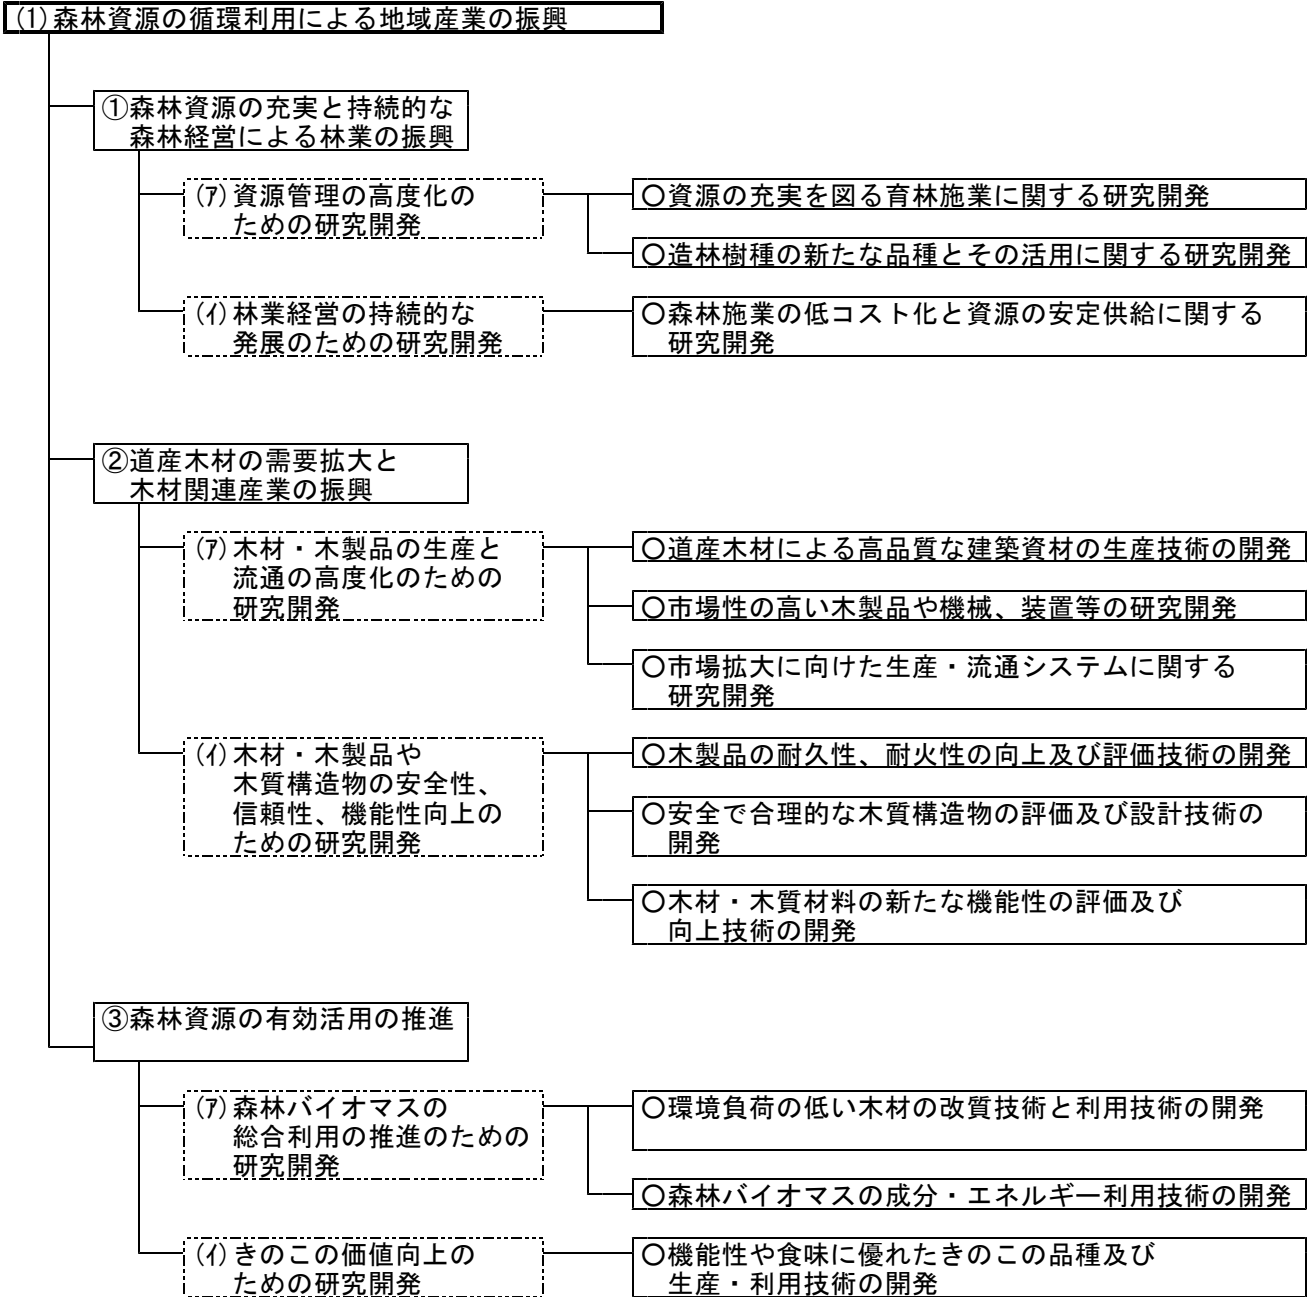 (1)森林資源の循環利用による地域産業の振興
①森林資源の充実と持続的な
森林経営による林業の振興
(ｱ)資源管理の高度化の
ための研究開発
○資源の充実を図る育林施業に関する研究開発
○造林樹種の新たな品種とその活用に関する研究開発
(ｲ)林業経営の持続的な
発展のための研究開発
○森林施業の低コスト化と資源の安定供給に関する
研究開発
②道産木材の需要拡大と
木材関連産業の振興
(ｱ)木材・木製品の生産と
流通の高度化のための
研究開発
○道産木材による高品質な建築資材の生産技術の開発
○市場性の高い木製品や機械、装置等の研究開発
○市場拡大に向けた生産・流通システムに関する
研究開発
(ｲ)木材・木製品や
木質構造物の安全性、
信頼性、機能性向上の
ための研究開発
○木製品の耐久性、耐火性の向上及び評価技術の開発
○安全で合理的な木質構造物の評価及び設計技術の
開発
○木材・木質材料の新たな機能性の評価及び
向上技術の開発
③森林資源の有効活用の推進
(ｱ)森林バイオマスの
総合利用の推進のための
研究開発
○環境負荷の低い木材の改質技術と利用技術の開発
○森林バイオマスの成分・エネルギー利用技術の開発
(ｲ)きのこの価値向上の
ための研究開発
○機能性や食味に優れたきのこの品種及び
生産・利用技術の開発